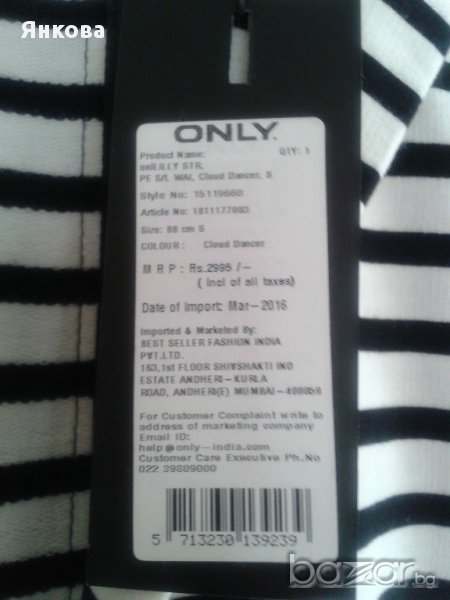 Янкова
ONLY.
Product Name: QTY: 1
onlLILLY STR.
PE S/L WAI, Cloud Dancer, S
Style No: 15119660
Article No: 1811177003
Size: 88 cm S
COLOUR : Cloud Dancer
M R P : Rs.2995 /-
( Incl of all taxes)
Date of Import: Mar-2016
Imported & Marketed By:
BEST SELLER FASHION INDIA
PVT.LTD.
163,1st FLOOR SHIVSHAKTI IND
ESTATE ANDHERI-KURLA
ROAD, ANDHERI(E) MUMBAI-400059
For Customer Complaint write to
address of marketing company
Email ID:
help@only-india.com
Customer Care Executive Ph.No
022 39809000
5 713230 139239
bazar.bg